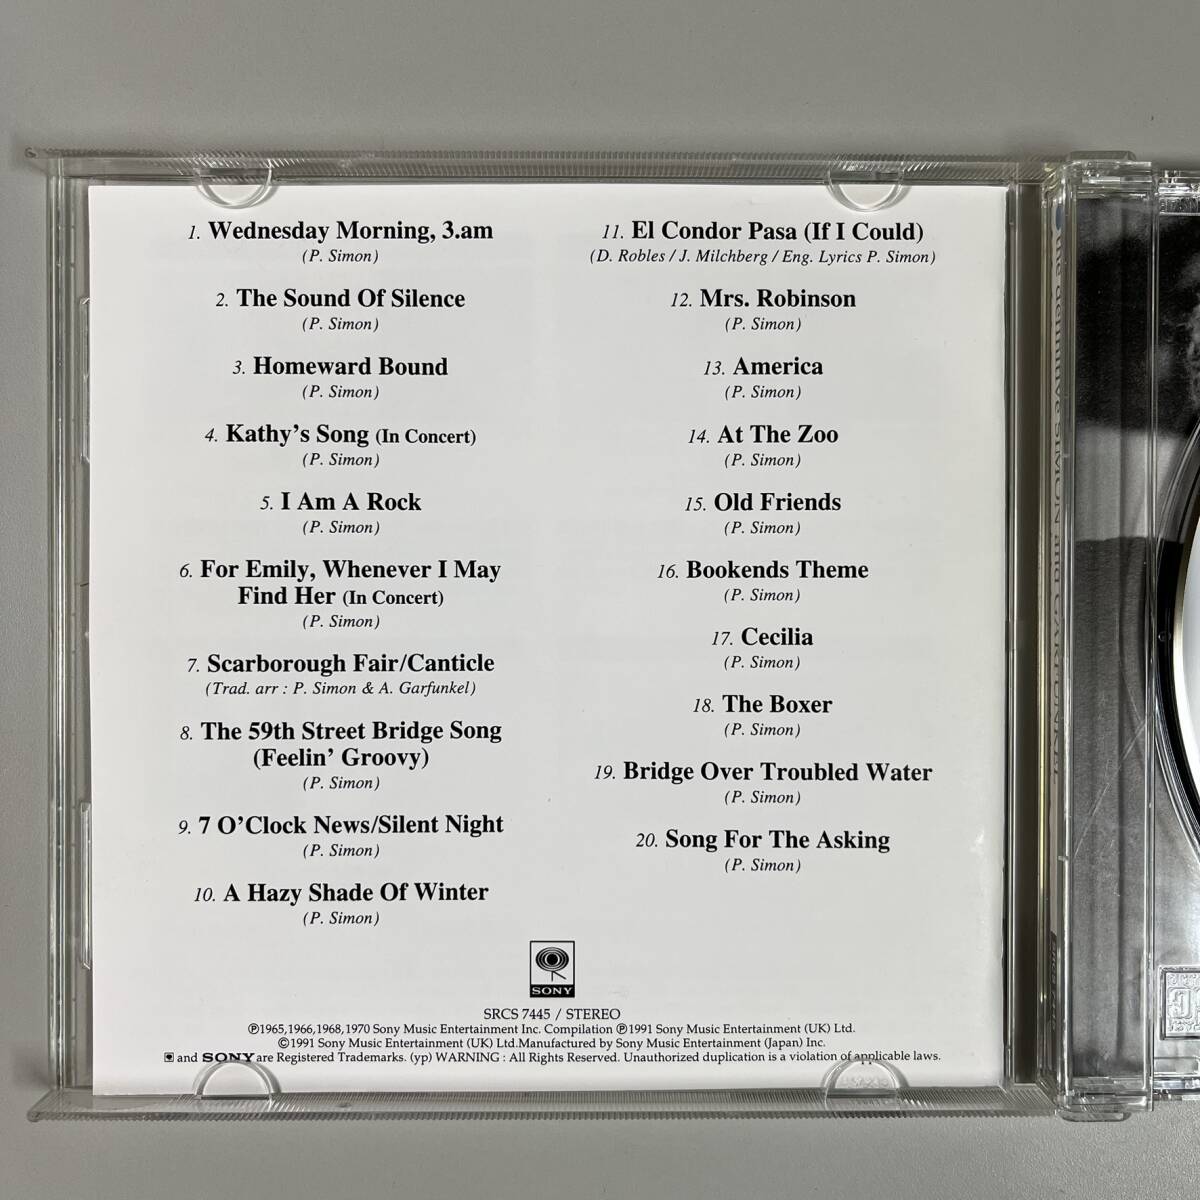 1. Wednesday Morning, 3.am
(P. Simon)
2. The Sound Of Silence
(P. Simon)
3. Homeward Bound
(P. Simon)
4. Kathy's Song (In Concert)
(P. Simon)
5. I Am A Rock
(P. Simon)
6. For Emily, Whenever I May
Find Her (In Concert)
(P. Simon)
7. Scarborough Fair/Canticle
(Trad. arr : P. Simon & A. Garfunkel)
8. The 59th Street Bridge Song
(Feelin' Groovy)
(P. Simon)
9. 7 O'Clock News/Silent Night
(P. Simon)
10. A Hazy Shade Of Winter
(P. Simon)
11. El Condor Pasa (If I Could)
(D. Robles / J. Milchberg / Eng. Lyrics P. Simon)
12. Mrs. Robinson
(P. Simon)
13. America
(P. Simon)
14. At The Zoo
(P. Simon)
15. Old Friends
(P. Simon)
16. Bookends Theme
(P. Simon)
17. Cecilia
(P. Simon)
18. The Boxer
(P. Simon)
19. Bridge Over Troubled Water
(P. Simon)
20. Song For The Asking
(P. Simon)
SONY
SRCS 7445 / STEREO
℗1965,1966,1968,1970 Sony Music Entertainment Inc. Compilation ℗1991 Sony Music Entertainment (UK) Ltd.
©1991 Sony Music Entertainment (UK) Ltd.Manufactured by Sony Music Entertainment (Japan) Inc.
and SONY are Registered Trademarks. (yp) WARNING : All Rights Reserved. Unauthorized duplication is a violation of applicable laws.
the definitive SIMON and GARFUNKEL